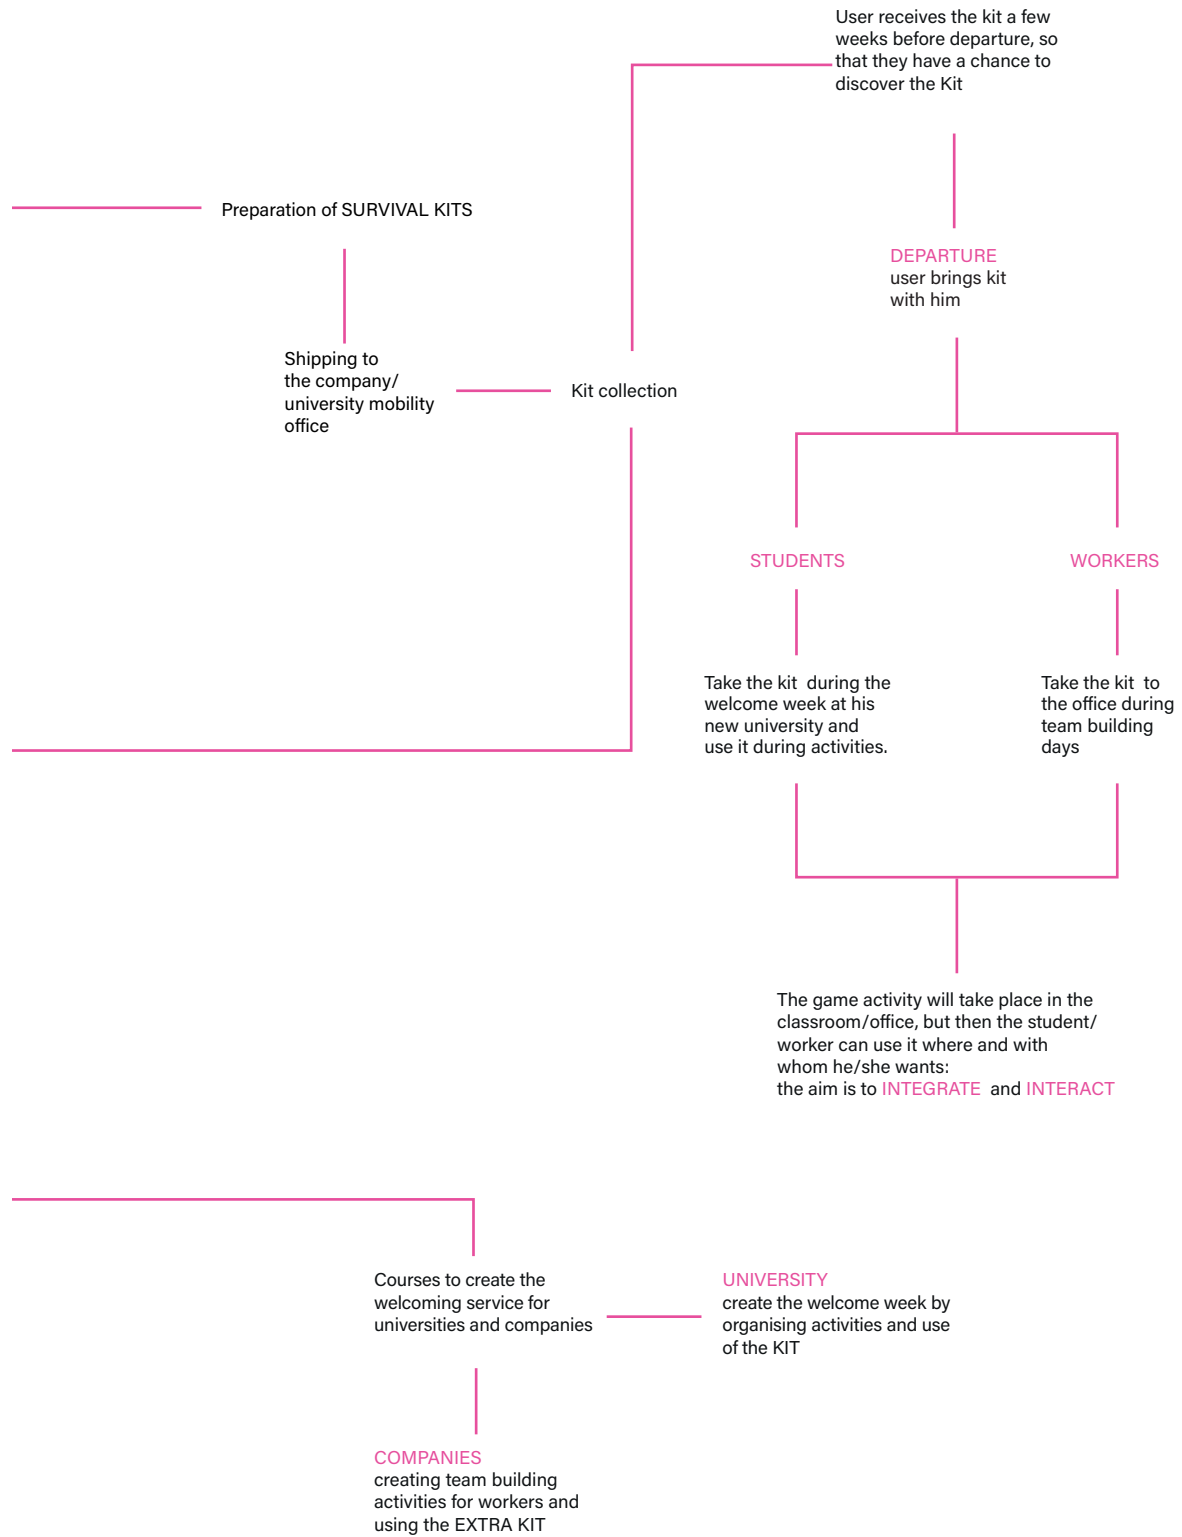 User receives the kit a few
weeks before departure, so
that they have a chance to
discover the Kit
Preparation of SURVIVAL KITS
DEPARTURE
user brings kit
with him
Shipping to
the company/
university mobility
office
Kit collection
STUDENTS
WORKERS
Take the kit during the
welcome week at his
new university and
use it during activities.
Take the kit to
the office during
team building
days
The game activity will take place in the
classroom/office, but then the student/
worker can use it where and with
whom he/she wants:
the aim is to INTEGRATE and INTERACT
Courses to create the
welcoming service for
universities and companies
UNIVERSITY
create the welcome week by
organising activities and use
of the KIT
COMPANIES
creating team building
activities for workers and
using the EXTRA KIT